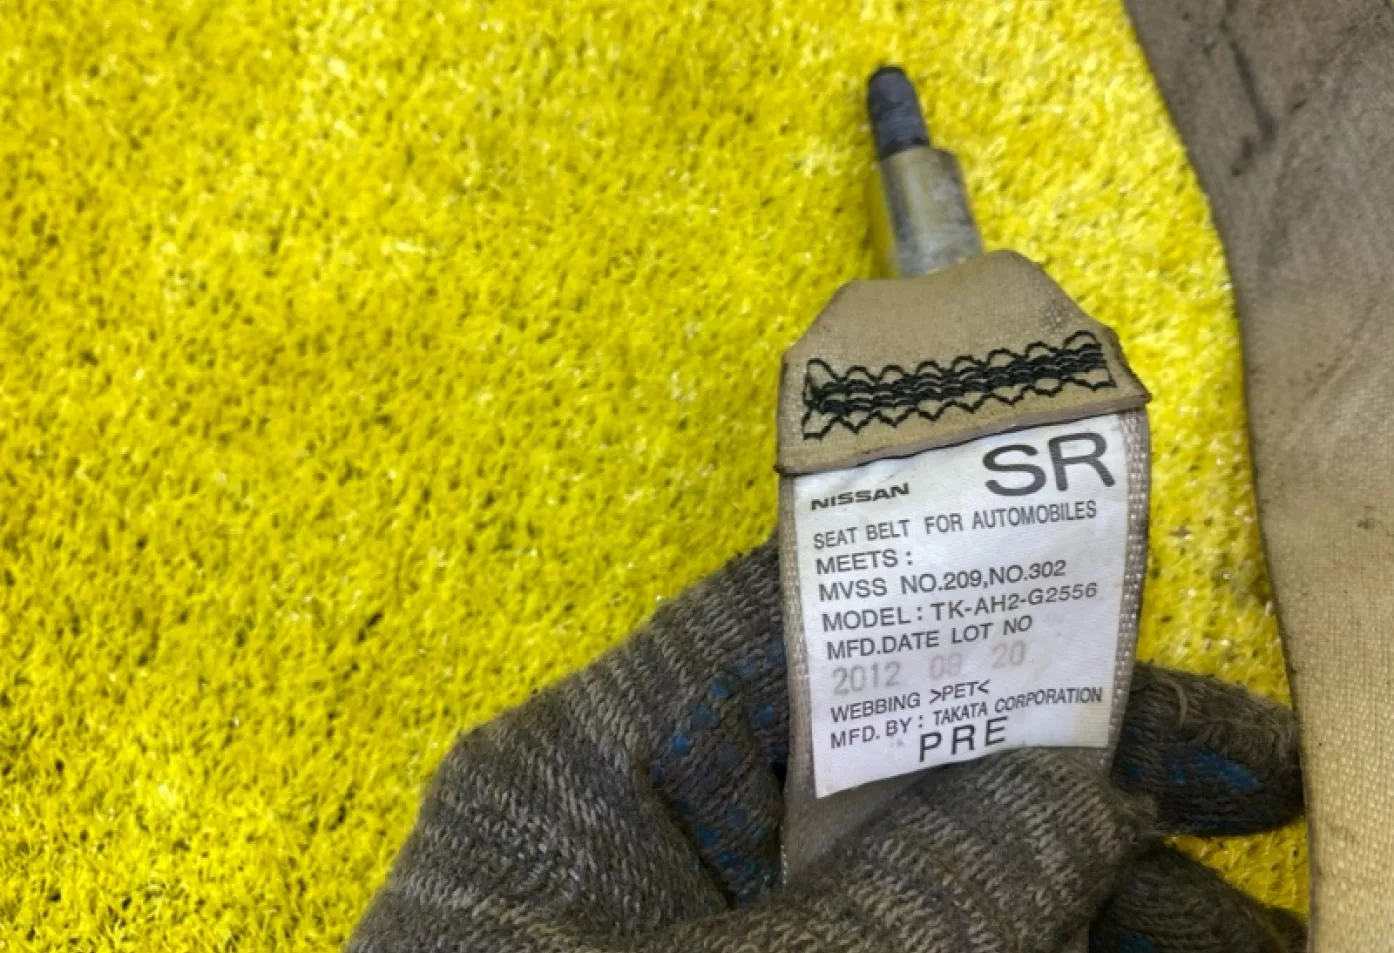 SR
NISSAN
SEAT BELT FOR AUTOMOBILES
MEETS :
MVSS NO.209,NO.302
MODEL : TK-AH2-G2556
MFD.DATE LOT NO
2012 09 20
WEBBING >PET<
MFD. BY : TAKATA CORPORATION
PRE